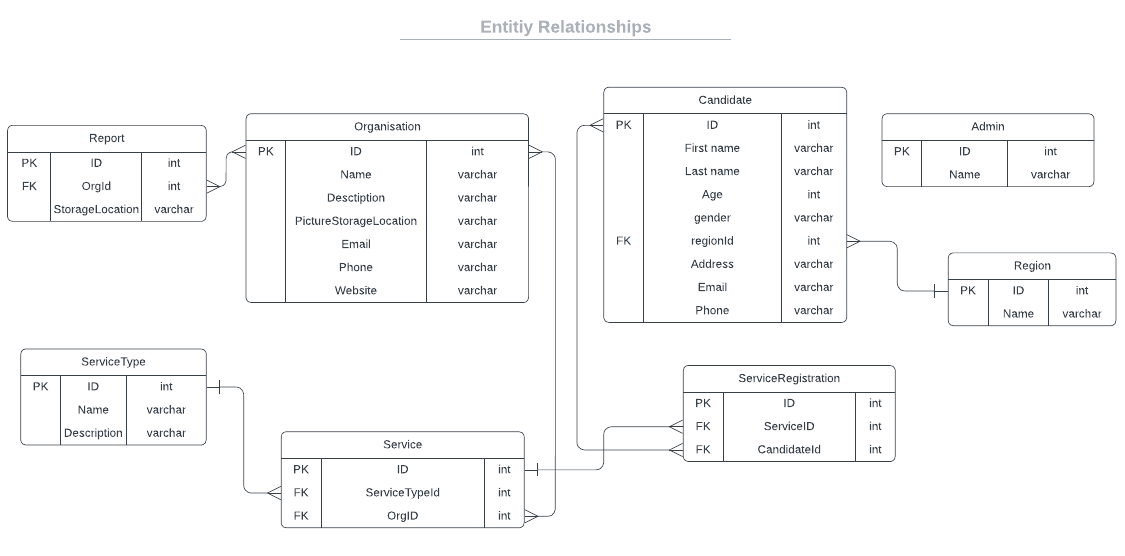 Entitiy Relationships
Report
PK ID int
FK OrgId int
StorageLocation varchar
Organisation
PK ID int
Name varchar
Desctiption varchar
PictureStorageLocation varchar
Email varchar
Phone varchar
Website varchar
Candidate
PK ID int
First name varchar
Last name varchar
Age int
gender varchar
FK regionId int
Address varchar
Email varchar
Phone varchar
Admin
PK ID int
Name varchar
Region
PK ID int
Name varchar
ServiceType
PK ID int
Name varchar
Description varchar
Service
PK ID int
FK ServiceTypeId int
FK OrgID int
ServiceRegistration
PK ID int
FK ServiceID int
FK CandidateId int